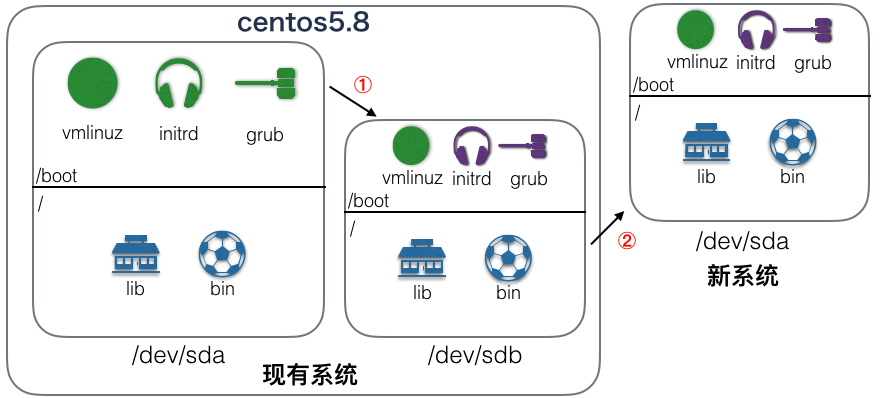 centos5.8
vmlinuz
initrd
grub
/boot
/
lib
bin
/dev/sda
①
vmlinuz
initrd
grub
/boot
/
lib
bin
/dev/sdb
现有系统
②
vmlinuz
initrd
grub
/boot
/
lib
bin
/dev/sda
新系统